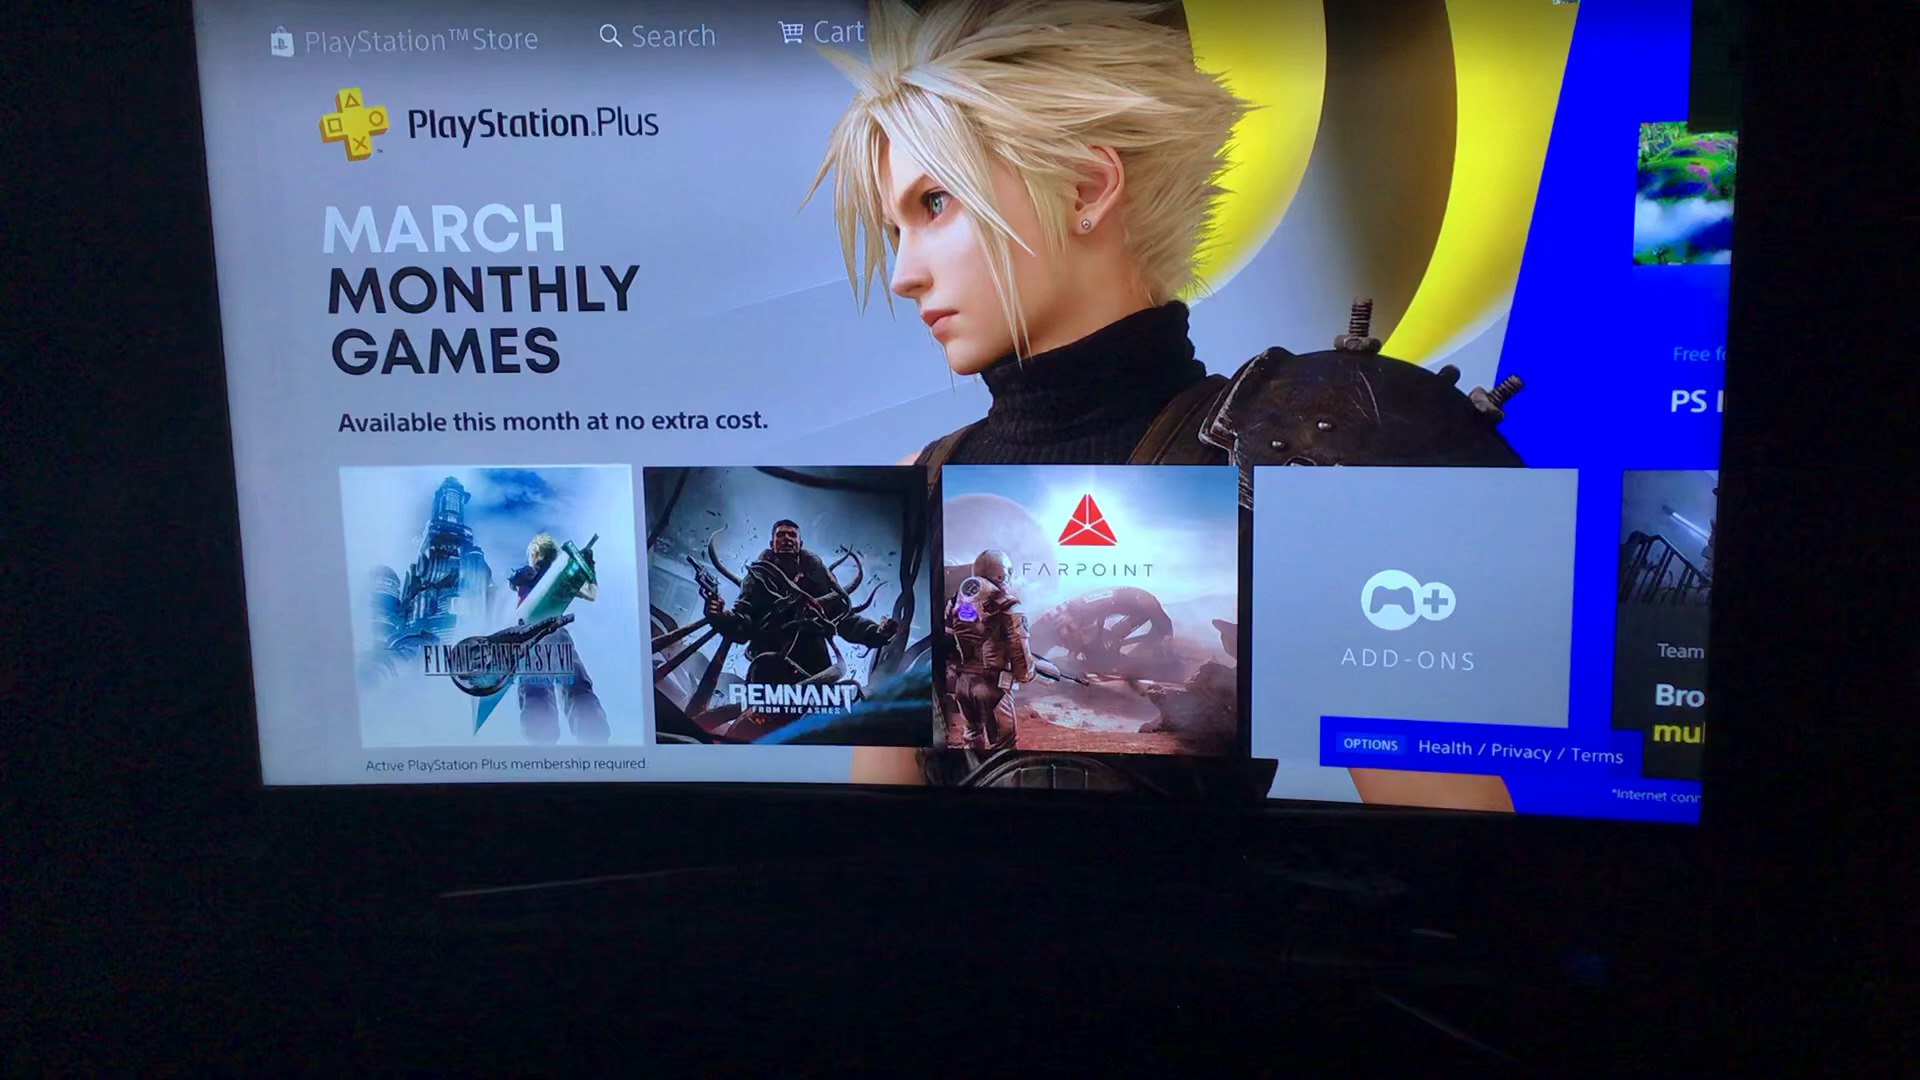 PlayStation™Store
Search
Cart
PlayStation.Plus
MARCH
MONTHLY
GAMES
Available this month at no extra cost.
FINAL FANTASY VII
REMAKE
REMNANT
FROM THE ASHES
FARPOINT
ADD-ONS
Active PlayStation Plus membership required.
OPTIONS Health / Privacy / Terms
Free
PS
Team
Bro
mul
*Internet conn